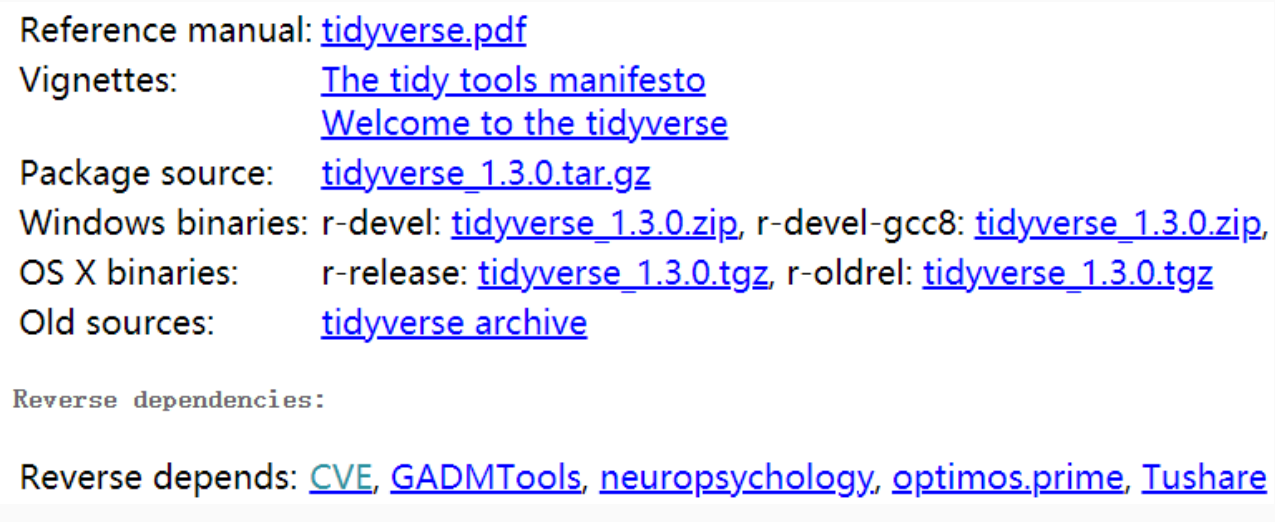 Reference manual: tidyverse.pdf
Vignettes: The tidy tools manifesto
Welcome to the tidyverse
Package source: tidyverse_1.3.0.tar.gz
Windows binaries: r-devel: tidyverse_1.3.0.zip, r-devel-gcc8: tidyverse_1.3.0.zip,
OS X binaries: r-release: tidyverse_1.3.0.tgz, r-oldrel: tidyverse_1.3.0.tgz
Old sources: tidyverse archive
Reverse dependencies:
Reverse depends: CVE, GADMTools, neuropsychology, optimos.prime, Tushare